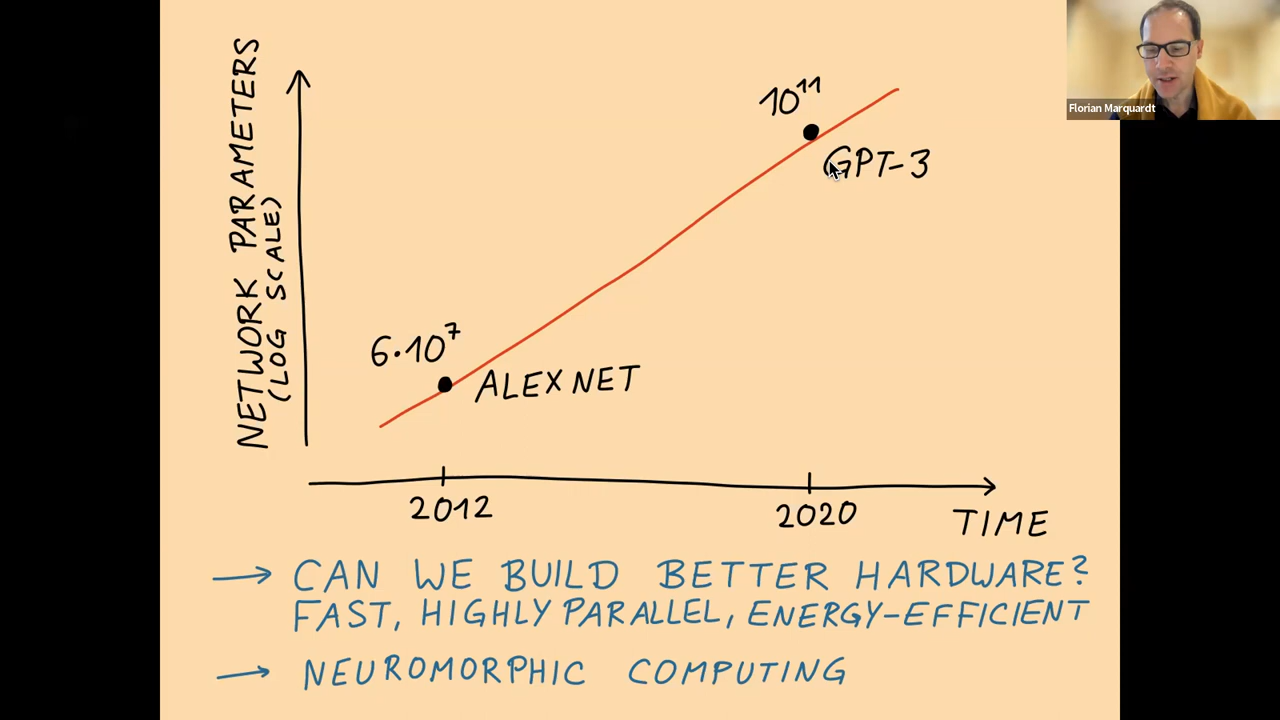 NETWORK PARAMETERS
(LOG SCALE)
10¹¹
GPT-3
6·10⁷
ALEXNET
2012
2020
TIME
→ CAN WE BUILD BETTER HARDWARE?
FAST, HIGHLY PARALLEL, ENERGY-EFFICIENT
→ NEUROMORPHIC COMPUTING
Florian Marquardt